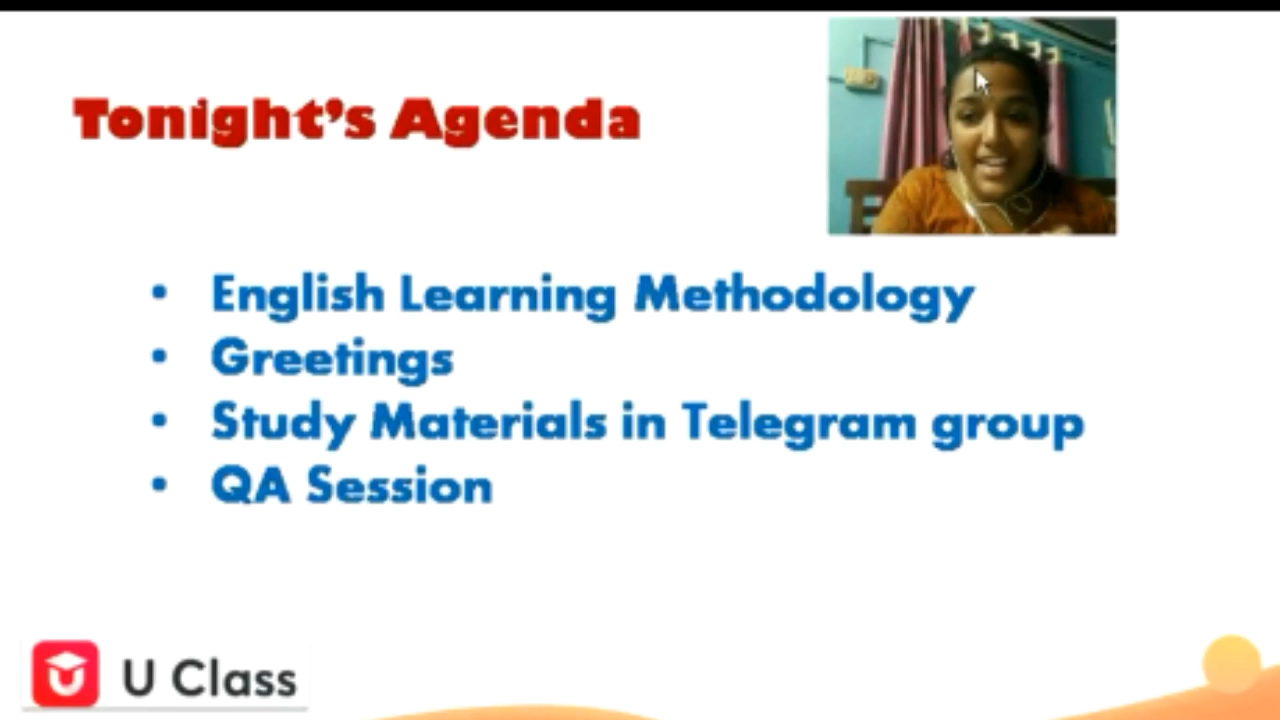 Tonight's Agenda
• English Learning Methodology
• Greetings
• Study Materials in Telegram group
• QA Session
U Class